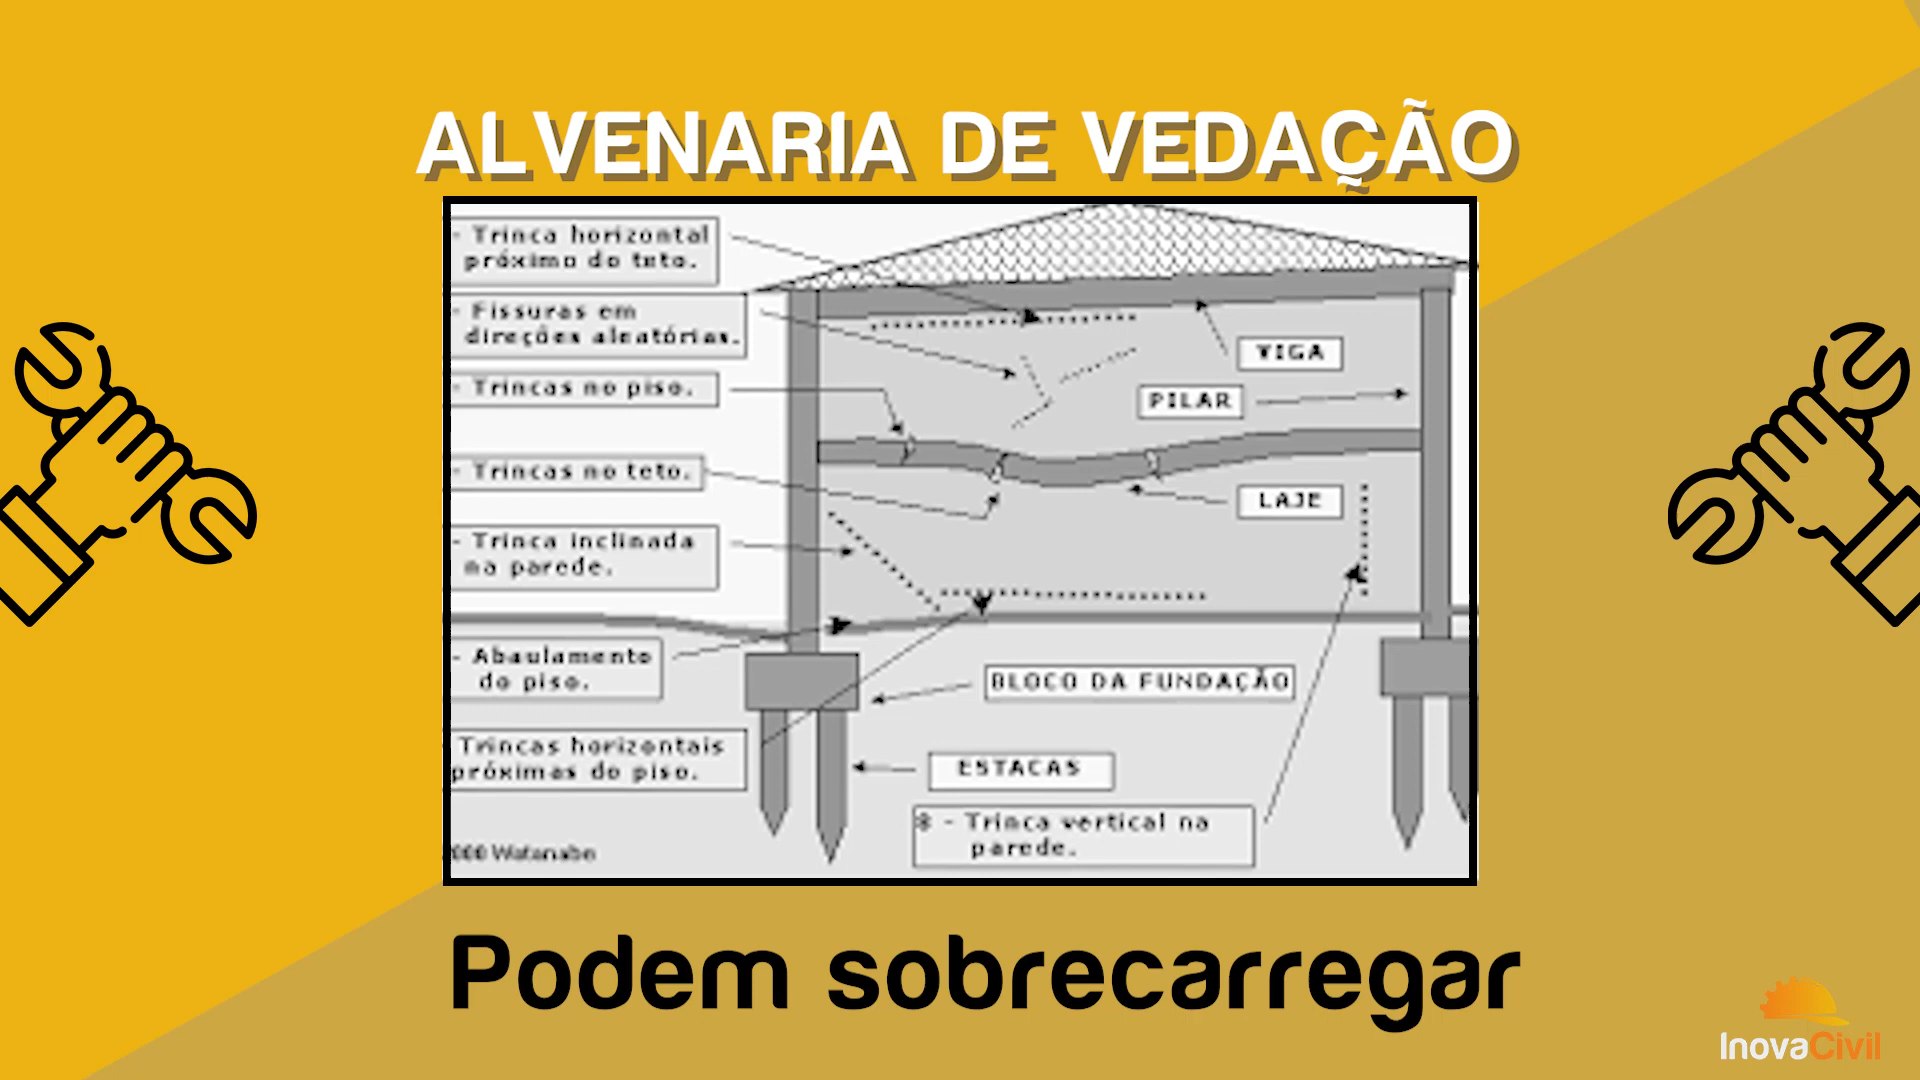 ALVENARIA DE VEDAÇÃO
- Trinca horizontal
próximo do teto.
- Fissuras em
direções aleatórias.
- Trincas no piso.
- Trincas no teto.
- Trinca inclinada
na parede.
- Abaulamento
do piso.
Trincas horizontais
próximas do piso.
VIGA
PILAR
LAJE
BLOCO DA FUNDAÇÃO
ESTACAS
8 - Trinca vertical na
parede.
000 Watanabe
Podem sobrecarregar
InovaCivil